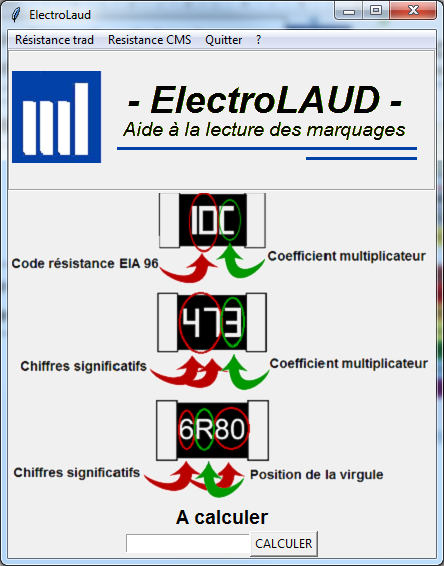 ElectroLaud
Résistance trad Resistance CMS Quitter ?
- ElectroLAUD -
Aide à la lecture des marquages
10C
Code résistance EIA 96
Coefficient multiplicateur
473
Chiffres significatifs
Coefficient multiplicateur
6R80
Chiffres significatifs
Position de la virgule
A calculer
CALCULER